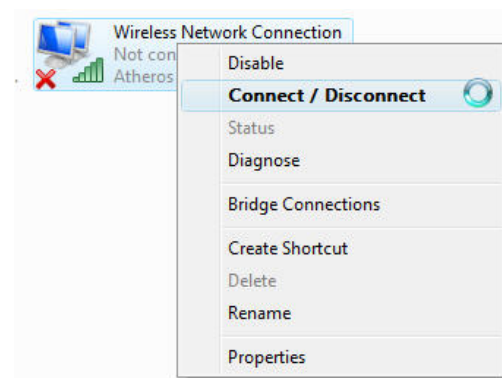 Wireless Network Connection
Not con
Atheros
Disable
Connect / Disconnect
Status
Diagnose
Bridge Connections
Create Shortcut
Delete
Rename
Properties